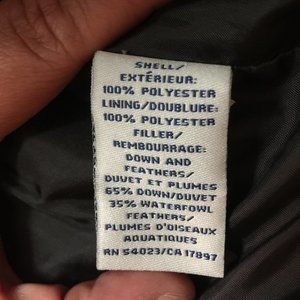 SHELL/
EXTÉRIEUR:
100% POLYESTER
LINING/DOUBLURE:
100% POLYESTER
FILLER/
REMBOURRAGE:
DOWN AND
FEATHERS/
DUVET ET PLUMES
65% DOWN/DUVET
35% WATERFOWL
FEATHERS/
PLUMES D'OISEAUX
AQUATIQUES
RN 54023/CA 17897